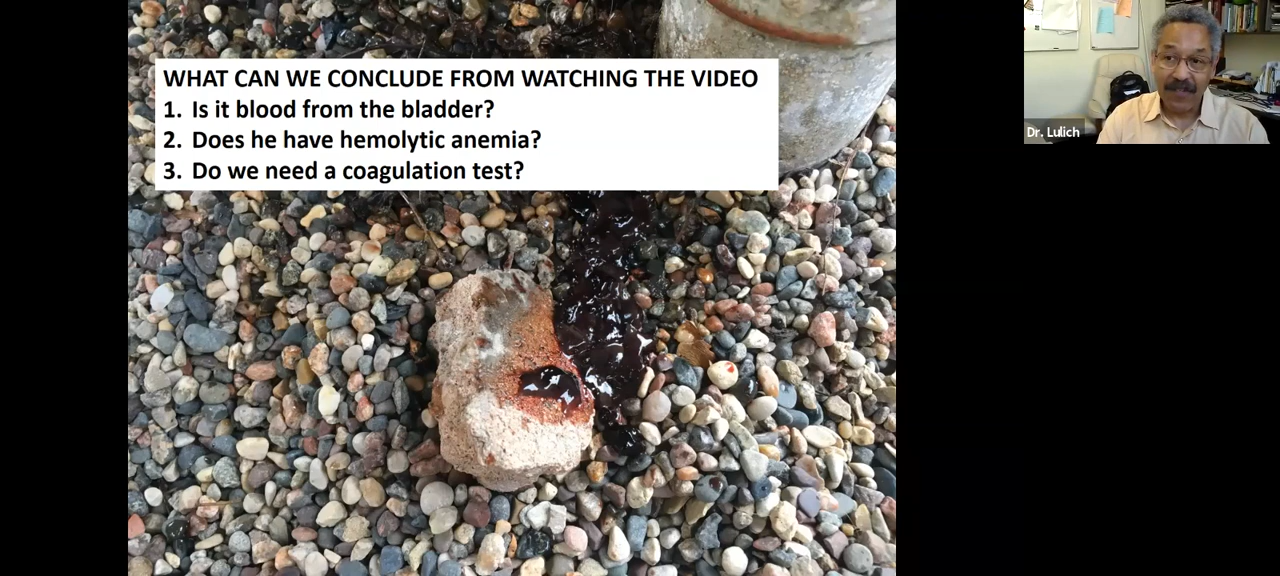 WHAT CAN WE CONCLUDE FROM WATCHING THE VIDEO
1. Is it blood from the bladder?
2. Does he have hemolytic anemia?
3. Do we need a coagulation test?
Dr. Lulich